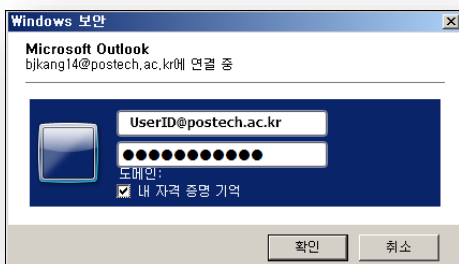 Windows 보안
Microsoft Outlook
bjkang14@postech.ac.kr에 연결 중
UserID@postech.ac.kr
●●●●●●●●●●●
도메인:
내 자격 증명 기억
확인
취소